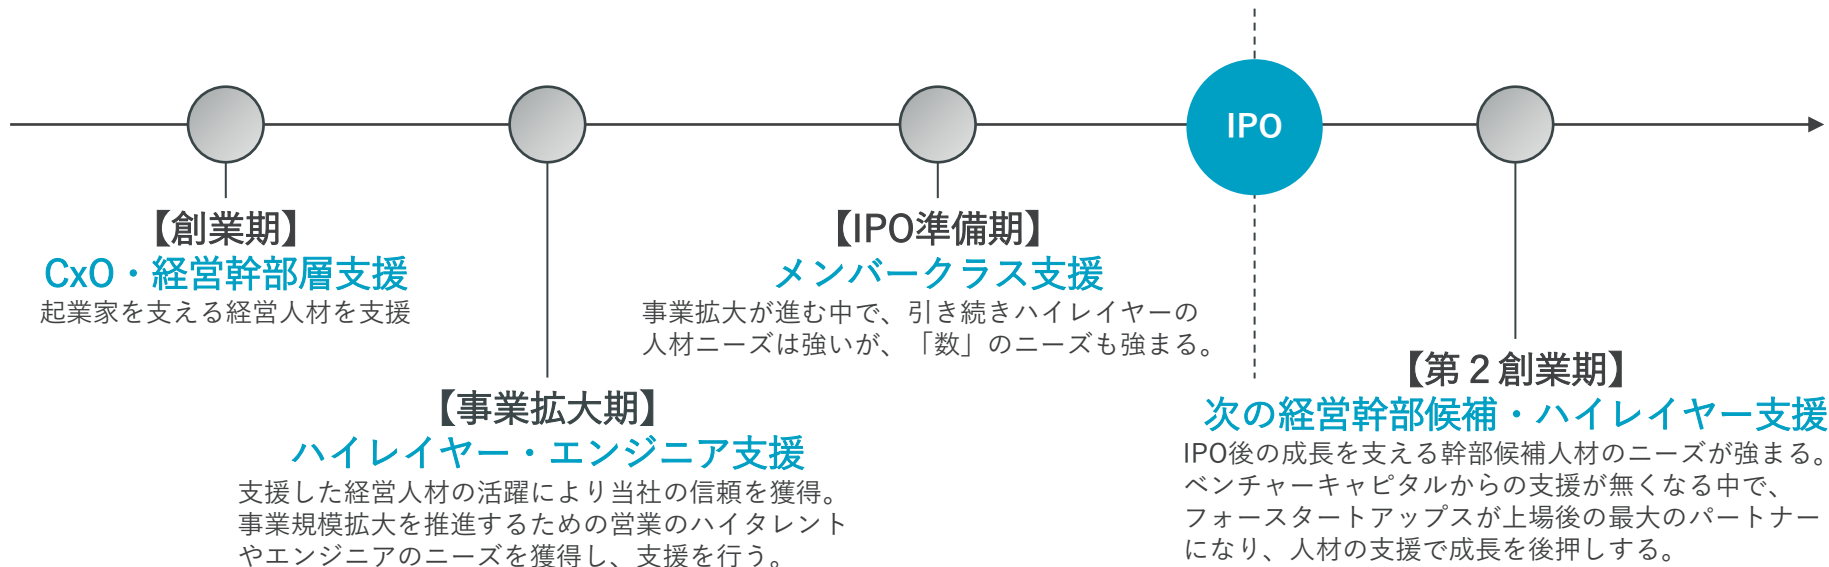 IPO
【創業期】
CxO・経営幹部層支援
起業家を支える経営人材を支援
【事業拡大期】
ハイレイヤー・エンジニア支援
支援した経営人材の活躍により当社の信頼を獲得。
事業規模拡大を推進するための営業のハイタレント
やエンジニアのニーズを獲得し、支援を行う。
【IPO準備期】
メンバークラス支援
事業拡大が進む中で、引き続きハイレイヤーの
人材ニーズは強いが、「数」のニーズも強まる。
【第２創業期】
次の経営幹部候補・ハイレイヤー支援
IPO後の成長を支える幹部候補人材のニーズが強まる。
ベンチャーキャピタルからの支援が無くなる中で、
フォースタートアップスが上場後の最大のパートナー
になり、人材の支援で成長を後押しする。